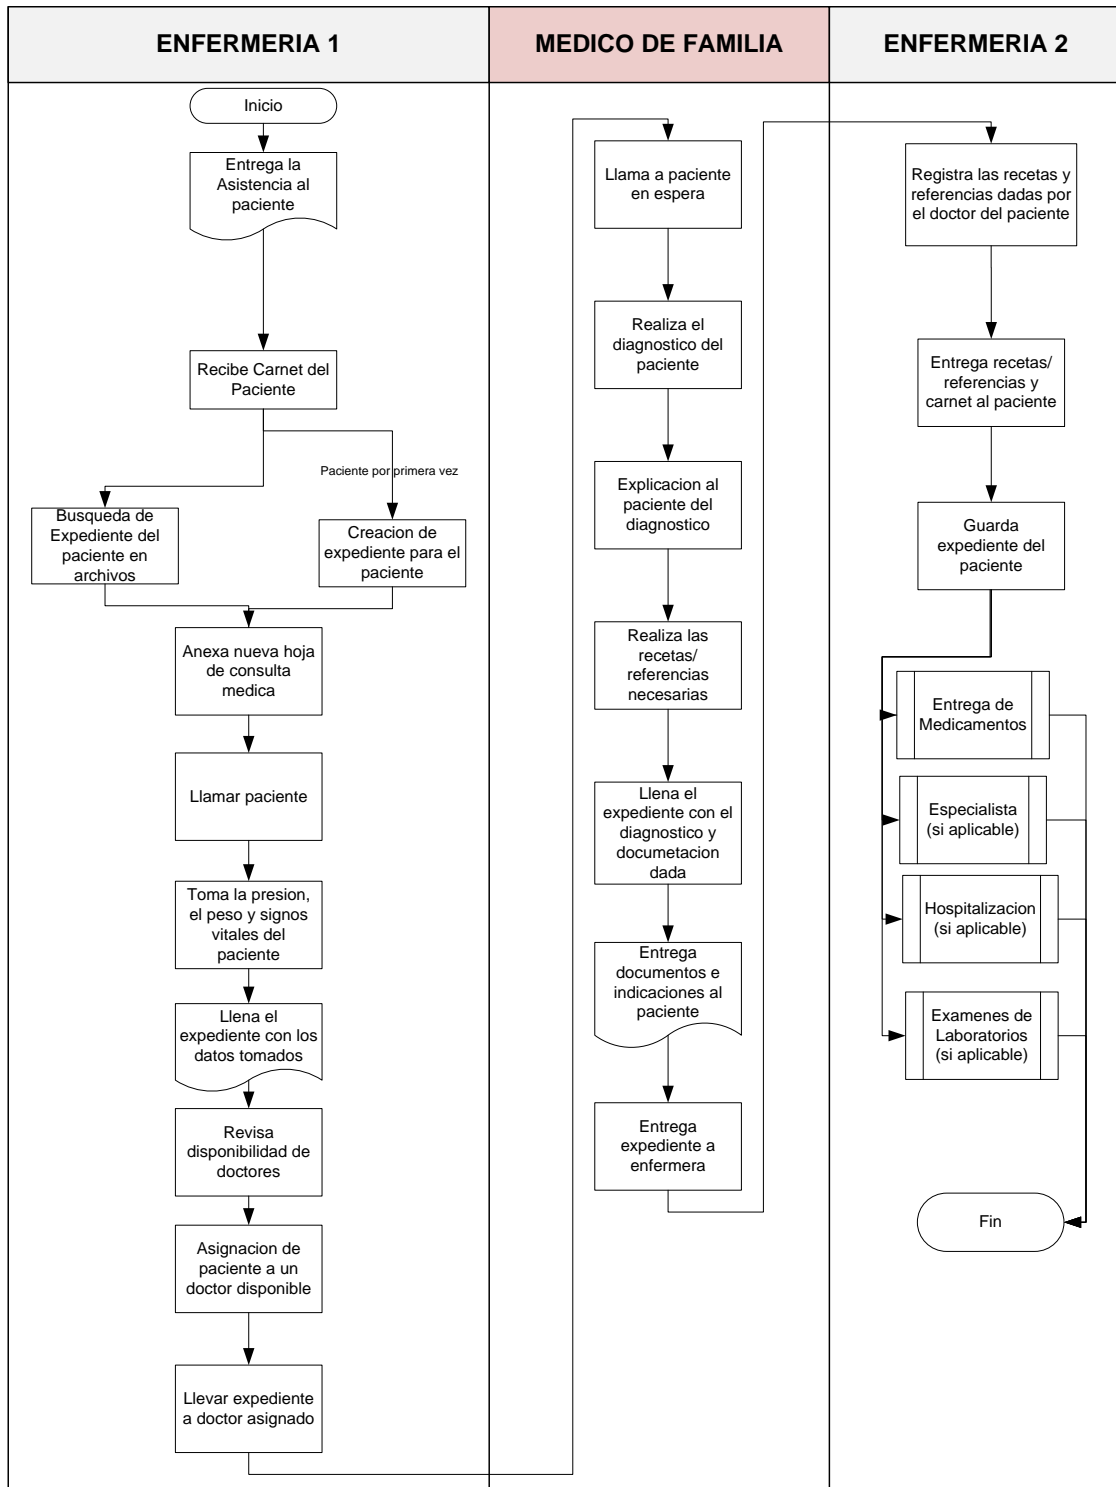 ENFERMERIA 1
MEDICO DE FAMILIA
ENFERMERIA 2
Inicio
Entrega la
Asistencia al
paciente
Recibe Carnet del
Paciente
Paciente por primera vez
Busqueda de
Expediente del
paciente en
archivos
Creacion de
expediente para el
paciente
Anexa nueva hoja
de consulta
medica
Llamar paciente
Toma la presion,
el peso y signos
vitales del
paciente
Llena el
expediente con los
datos tomados
Revisa
disponibilidad de
doctores
Asignacion de
paciente a un
doctor disponible
Llevar expediente
a doctor asignado
Llama a paciente
en espera
Realiza el
diagnostico del
paciente
Explicacion al
paciente del
diagnostico
Realiza las
recetas/
referencias
necesarias
Llena el
expediente con el
diagnostico y
documetacion
dada
Entrega
documentos e
indicaciones al
paciente
Entrega
expediente a
enfermera
Registra las recetas y
referencias dadas por
el doctor del paciente
Entrega recetas/
referencias y
carnet al paciente
Guarda
expediente del
paciente
Entrega de
Medicamentos
Especialista
(si aplicable)
Hospitalizacion
(si aplicable)
Examenes de
Laboratorios
(si aplicable)
Fin